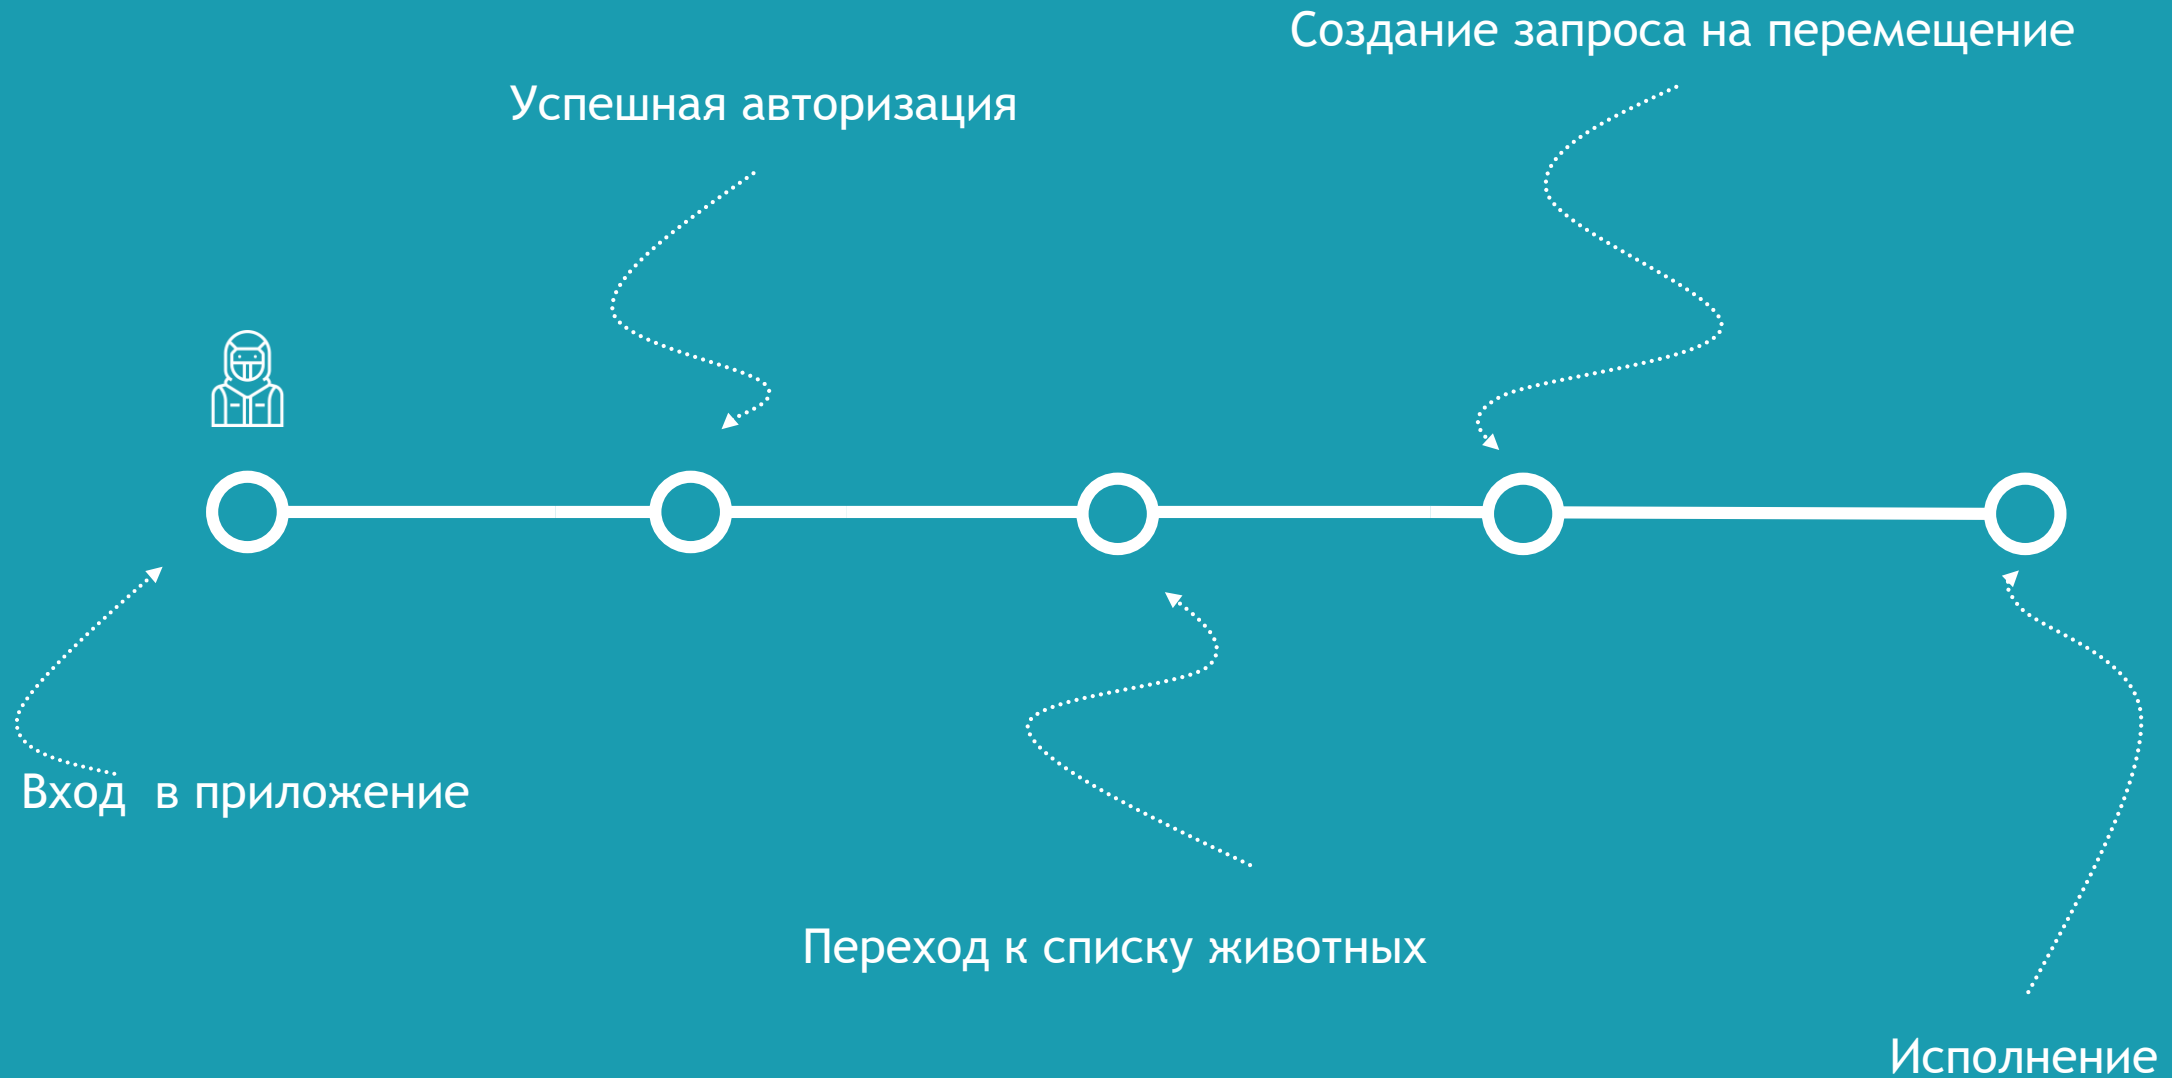 Создание запроса на перемещение
Успешная авторизация
Вход в приложение
Переход к списку животных
Исполнение